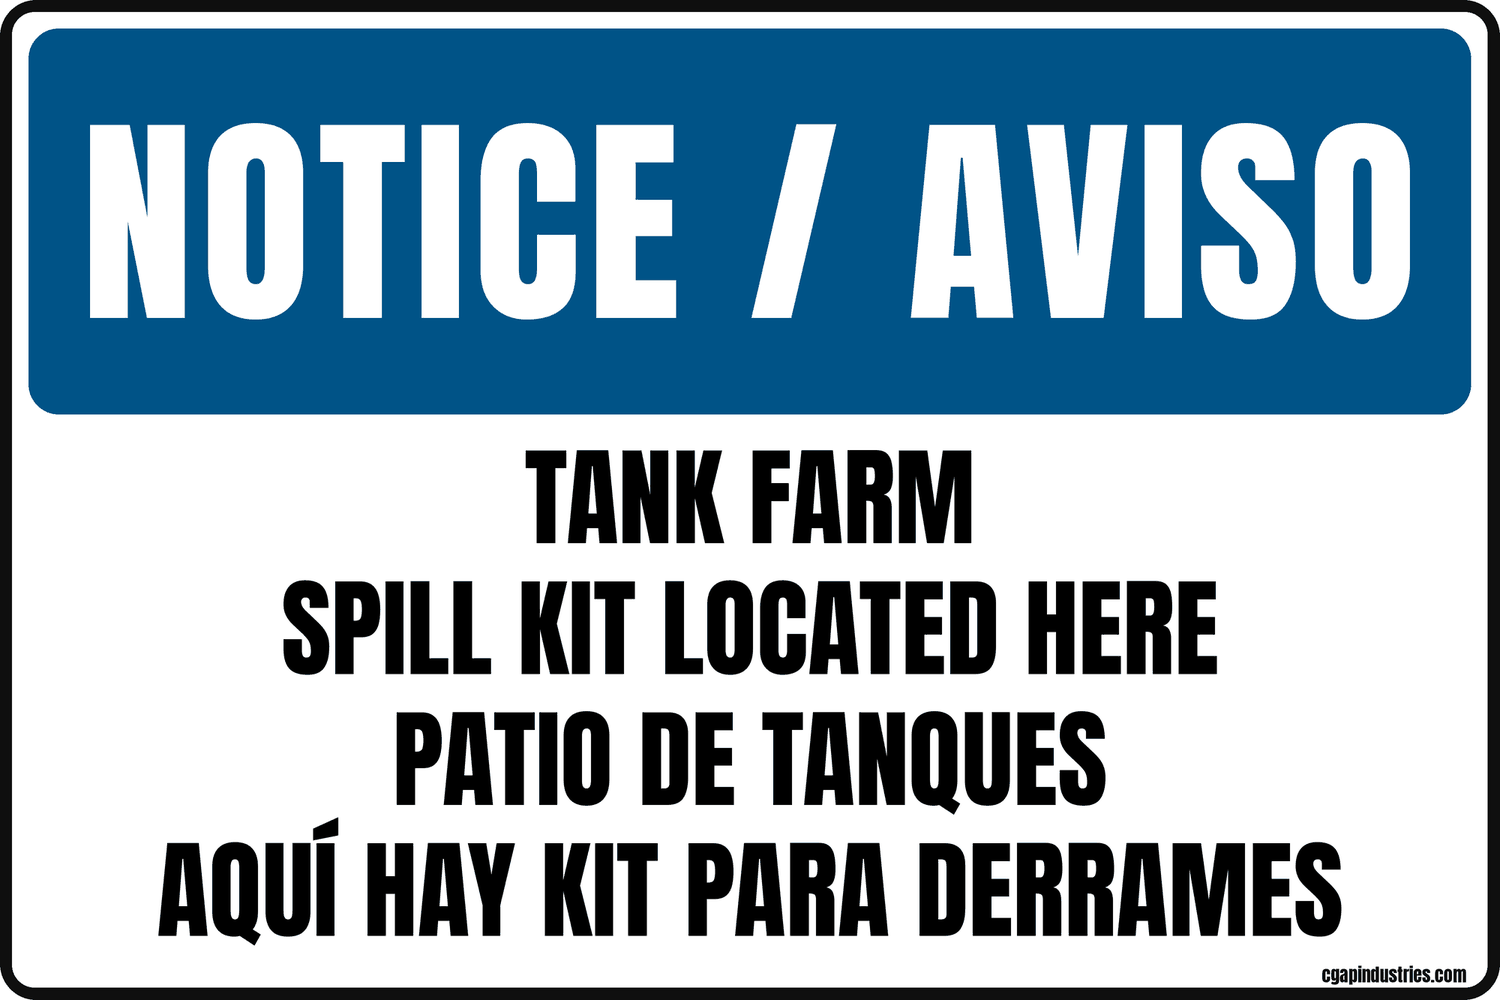 NOTICE / AVISO
TANK FARM
SPILL KIT LOCATED HERE
PATIO DE TANQUES
AQUÍ HAY KIT PARA DERRAMES
cgapindustries.com